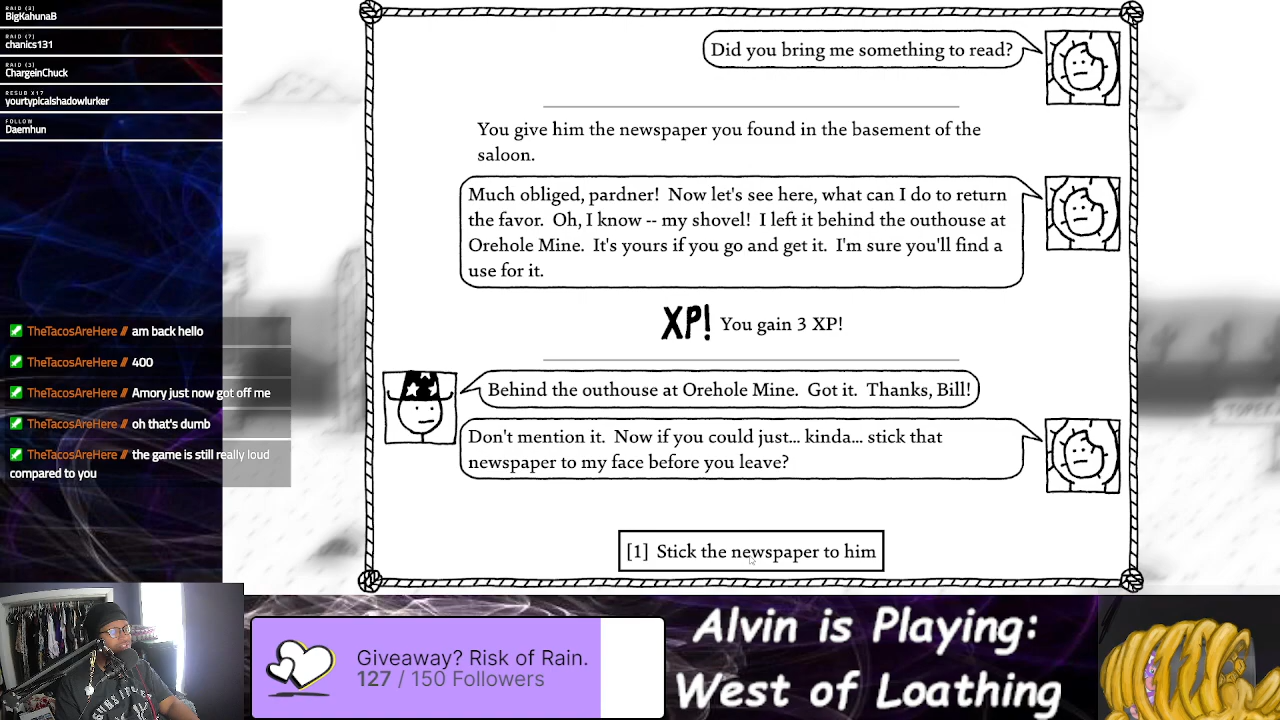 RAID (3)
BigKahunaB
RAID (7)
chanics131
RAID (3)
ChargeinChuck
RESUB X17
yourtypicalshadowlurker
FOLLOW
Daemhun
TheTacosAreHere // am back hello
TheTacosAreHere // 400
TheTacosAreHere // Amory just now got off me
TheTacosAreHere // oh that's dumb
TheTacosAreHere // the game is still really loud
compared to you
Did you bring me something to read?
You give him the newspaper you found in the basement of the
saloon.
Much obliged, pardner! Now let's see here, what can I do to return
the favor. Oh, I know -- my shovel! I left it behind the outhouse at
Orehole Mine. It's yours if you go and get it. I'm sure you'll find a
use for it.
XP! You gain 3 XP!
Behind the outhouse at Orehole Mine. Got it. Thanks, Bill!
Don't mention it. Now if you could just... kinda... stick that
newspaper to my face before you leave?
[1] Stick the newspaper to him
Giveaway? Risk of Rain.
127 / 150 Followers
Alvin is Playing:
West of Loathing